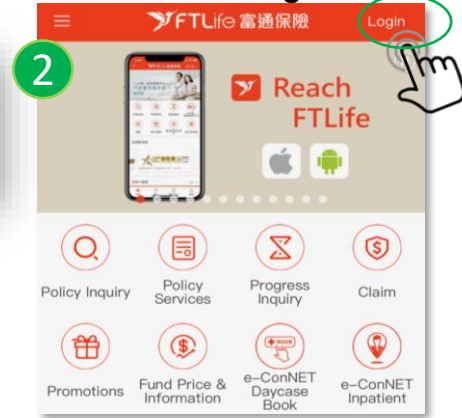 FTLife 富通保險
Login
2
Reach
FTLife
Policy Inquiry
Policy
Services
Progress
Inquiry
Claim
Promotions
Fund Price &
Information
BOOK
e-ConNET
Daycase
Book
e-ConNET
Inpatient